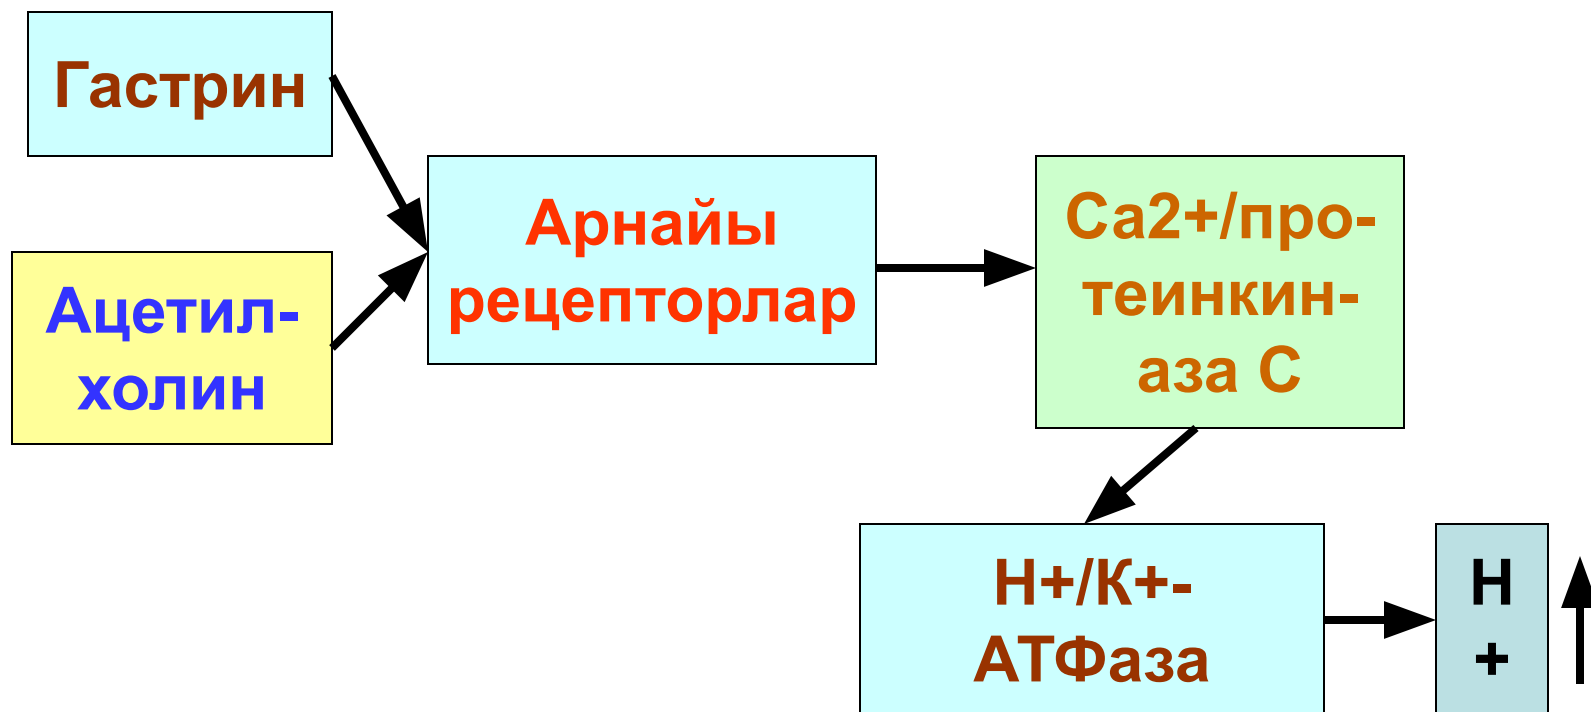 Гастрин
Ацетил-
холин
Арнайы
рецепторлар
Са2+/про-
теинкин-
аза С
Н+/К+-
АТФаза
Н
+